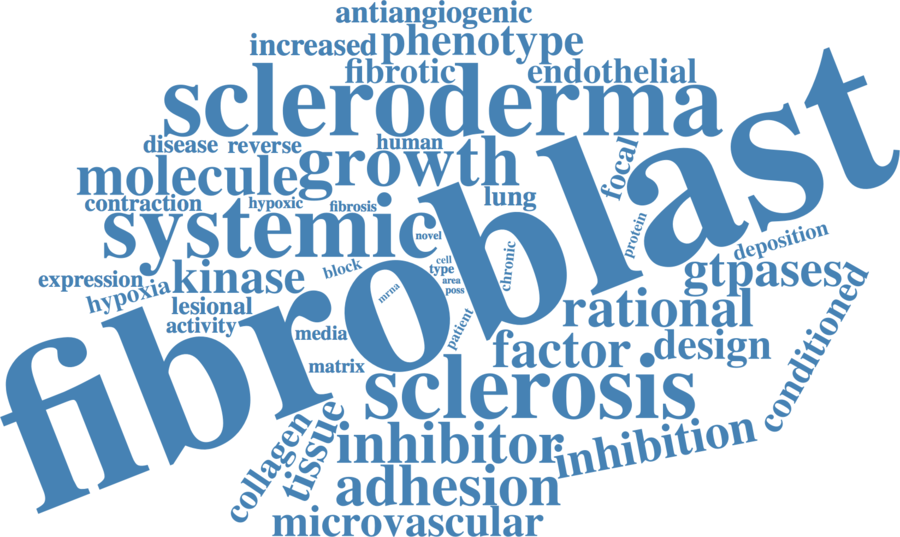 antiangiogenic
increased phenotype
fibrotic endothelial
scleroderma
disease reverse human
molecule growth
focal
lung
contraction hypoxic fibrosis
systemic
novel
protein
deposition
fibroblast
expression kinase
block
cell
type
area
poss
chronic
gtpases
hypoxia
lesional
mrna
rational
activity
media
patient
conditioned
factor design
matrix
sclerosis
collagen
tissue
inhibitor inhibition
adhesion
microvascular